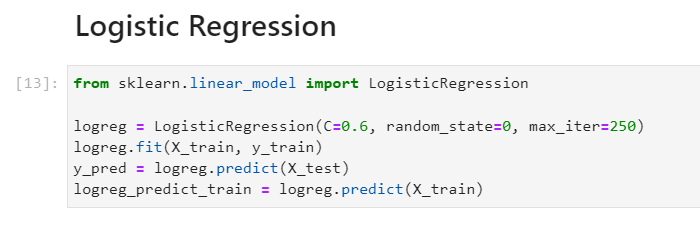 Logistic Regression
[13]: from sklearn.linear_model import LogisticRegression
logreg = LogisticRegression(C=0.6, random_state=0, max_iter=250)
logreg.fit(X_train, y_train)
y_pred = logreg.predict(X_test)
logreg_predict_train = logreg.predict(X_train)